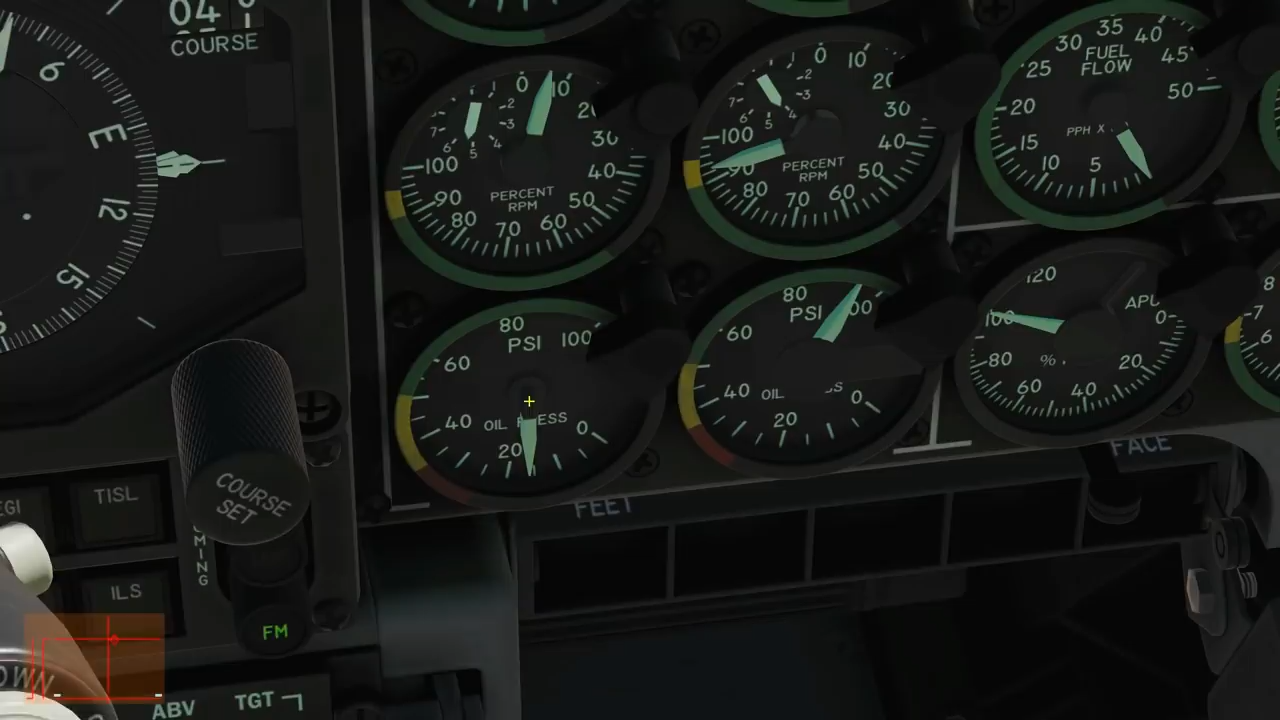 04
COURSE
6
E
12
15
0 10 20 30 40 50 60 70 80 90 100
2 3 4 5 6 7
PERCENT
RPM
0 10 20 30 40 50 60 70 80 90 100
2 3 4 5 6 7
PERCENT
RPM
5 10 15 20 25 30 35 40 45 50
FUEL
FLOW
PPH X
0 20 40 60 80 100
PSI
OIL PRESS
0 20 40 60 80
PSI
OIL
0 20 40 60 80 100 120
APU
%
8
7
6
COURSE
SET
TISL
ILS
FM
ABV
TGT
FEET
FACE